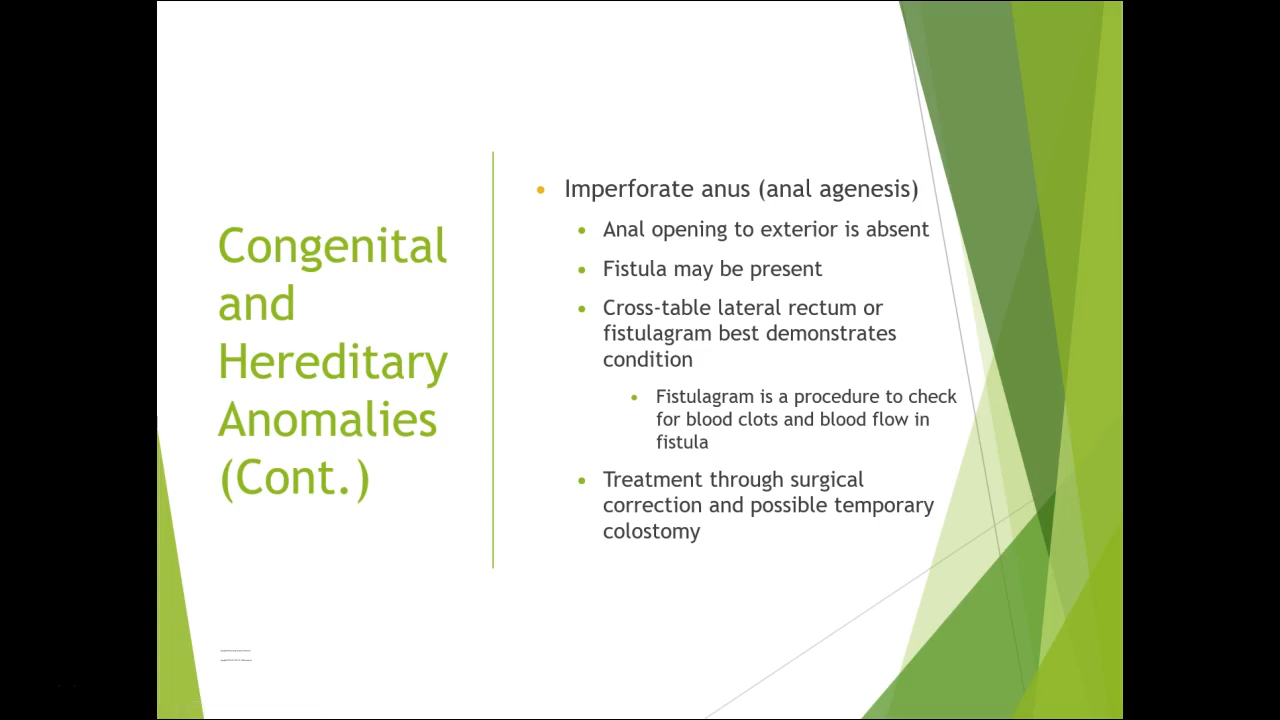 Congenital
and
Hereditary
Anomalies
(Cont.)
• Imperforate anus (anal agenesis)
• Anal opening to exterior is absent
• Fistula may be present
• Cross-table lateral rectum or
fistulagram best demonstrates
condition
• Fistulagram is a procedure to check
for blood clots and blood flow in
fistula
• Treatment through surgical
correction and possible temporary
colostomy